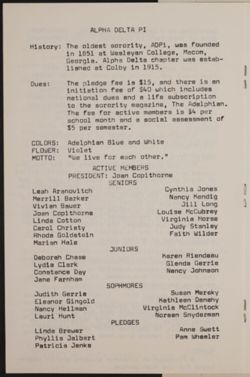 ALPHA DELTA PI
History: The oldest sorority, ADPi, was founded
in 1851 at Wesleyan College, Macon,
Georgia. Alpha Delta chapter was estab-
lished at Colby in 1915.
Dues: The pledge fee is $15, and there is an
initiation fee of $40 which includes
national dues and a life subscription
to the sorority magazine, The Adelphian.
The fee for active members is $4 per
school month and a social assessment of
$5 per semester.
COLORS: Adelphian Blue and White
FLOWER: Violet
MOTTO: "We live for each other."
ACTIVE MEMBERS
PRESIDENT: Joan Copithorne
SENIORS
Leah Aranovitch Cynthia Jones
Merrill Barker Nancy Kendig
Vivian Bauer Jill Long
Joan Copithorne Louise McCubrey
Linda Cotton Virginia Morse
Carol Christy Judy Stanley
Rhoda Goldstein Faith Wilder
Marian Hale
JUNIORS
Deborah Chase Karen Riendeau
Lydia Clark Glenda Gerrie
Constance Day Nancy Johnson
Jane Farnham
SOPHMORES
Judith Gerrie Susan Mersky
Eleanor Gingold Kathleen Danehy
Nancy Hellman Virginia McClintock
Lauri Hunt Noreen Snyderman
PLEDGES
Linda Brewer Anne Swett
Phyllis Jalbert Pam Wheeler
Patricia Jenks